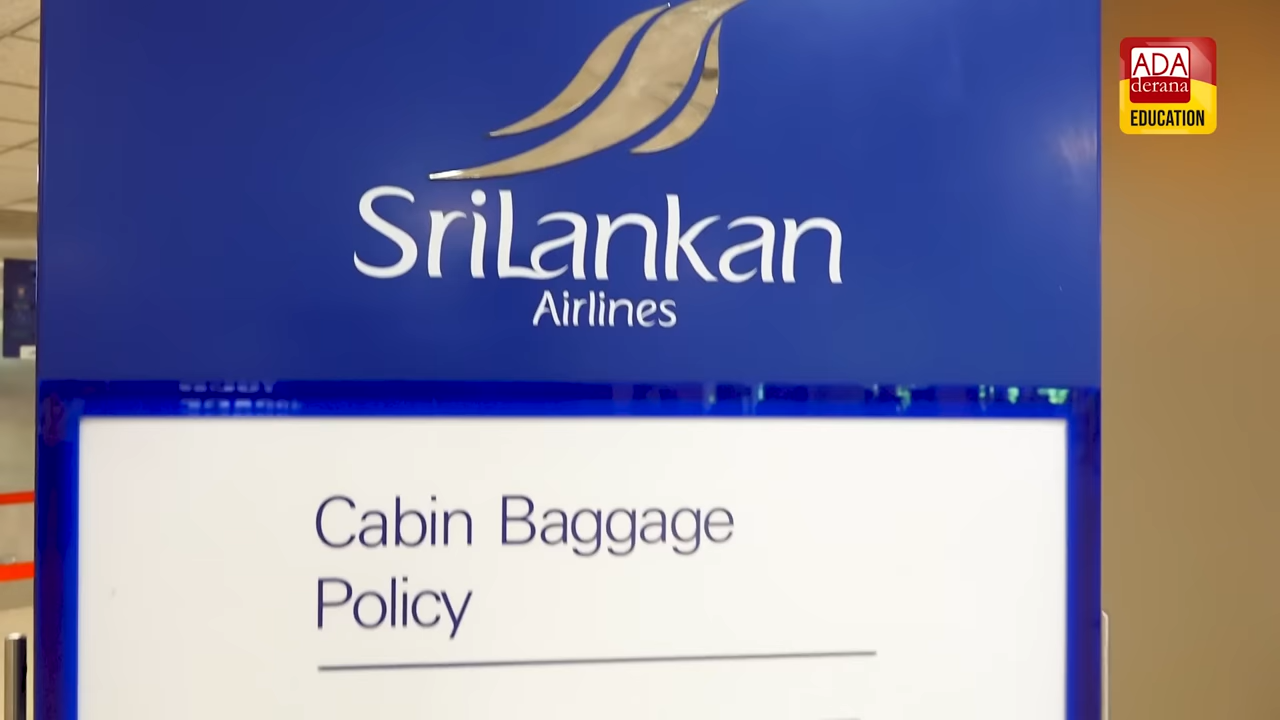 SriLankan
Airlines
Cabin Baggage
Policy
ADA
derana
EDUCATION